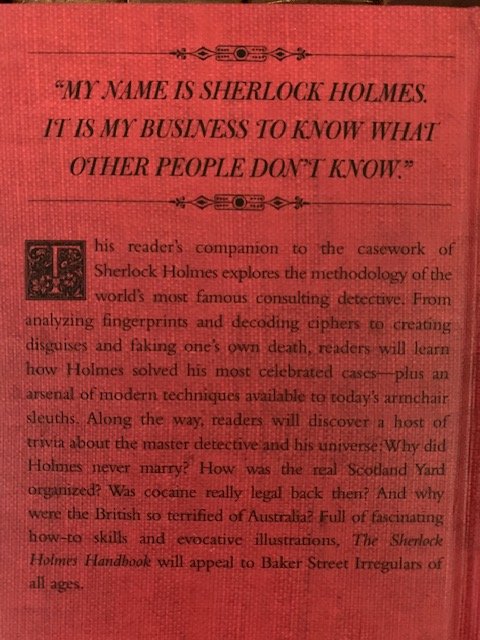 “MY NAME IS SHERLOCK HOLMES.
IT IS MY BUSINESS TO KNOW WHAT
OTHER PEOPLE DON’T KNOW.”
This reader’s companion to the casework of
Sherlock Holmes explores the methodology of the
world’s most famous consulting detective. From
analyzing fingerprints and decoding ciphers to creating
disguises and faking one’s own death, readers will learn
how Holmes solved his most celebrated cases—plus an
arsenal of modern techniques available to today’s armchair
sleuths. Along the way, readers will discover a host of
trivia about the master detective and his universe: Why did
Holmes never marry? How was the real Scotland Yard
organized? Was cocaine really legal back then? And why
were the British so terrified of Australia? Full of fascinating
how-to skills and evocative illustrations, The Sherlock
Holmes Handbook will appeal to Baker Street Irregulars of
all ages.